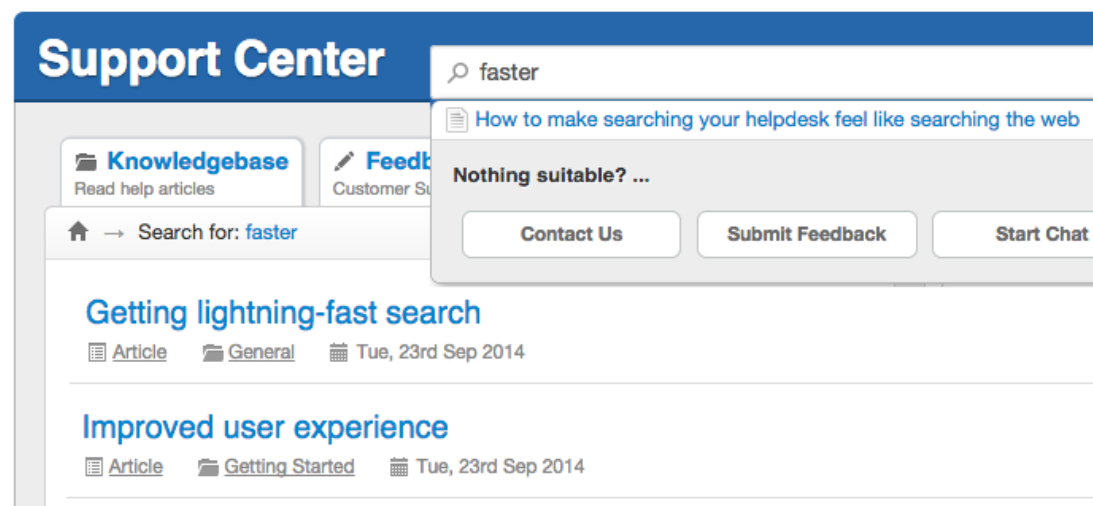 Support Center
faster
How to make searching your helpdesk feel like searching the web
Knowledgebase
Read help articles
Customer
Nothing suitable? ...
Contact Us
Submit Feedback
Start Chat
→ Search for: faster
Getting lightning-fast search
Article General Tue, 23rd Sep 2014
Improved user experience
Article Getting Started Tue, 23rd Sep 2014